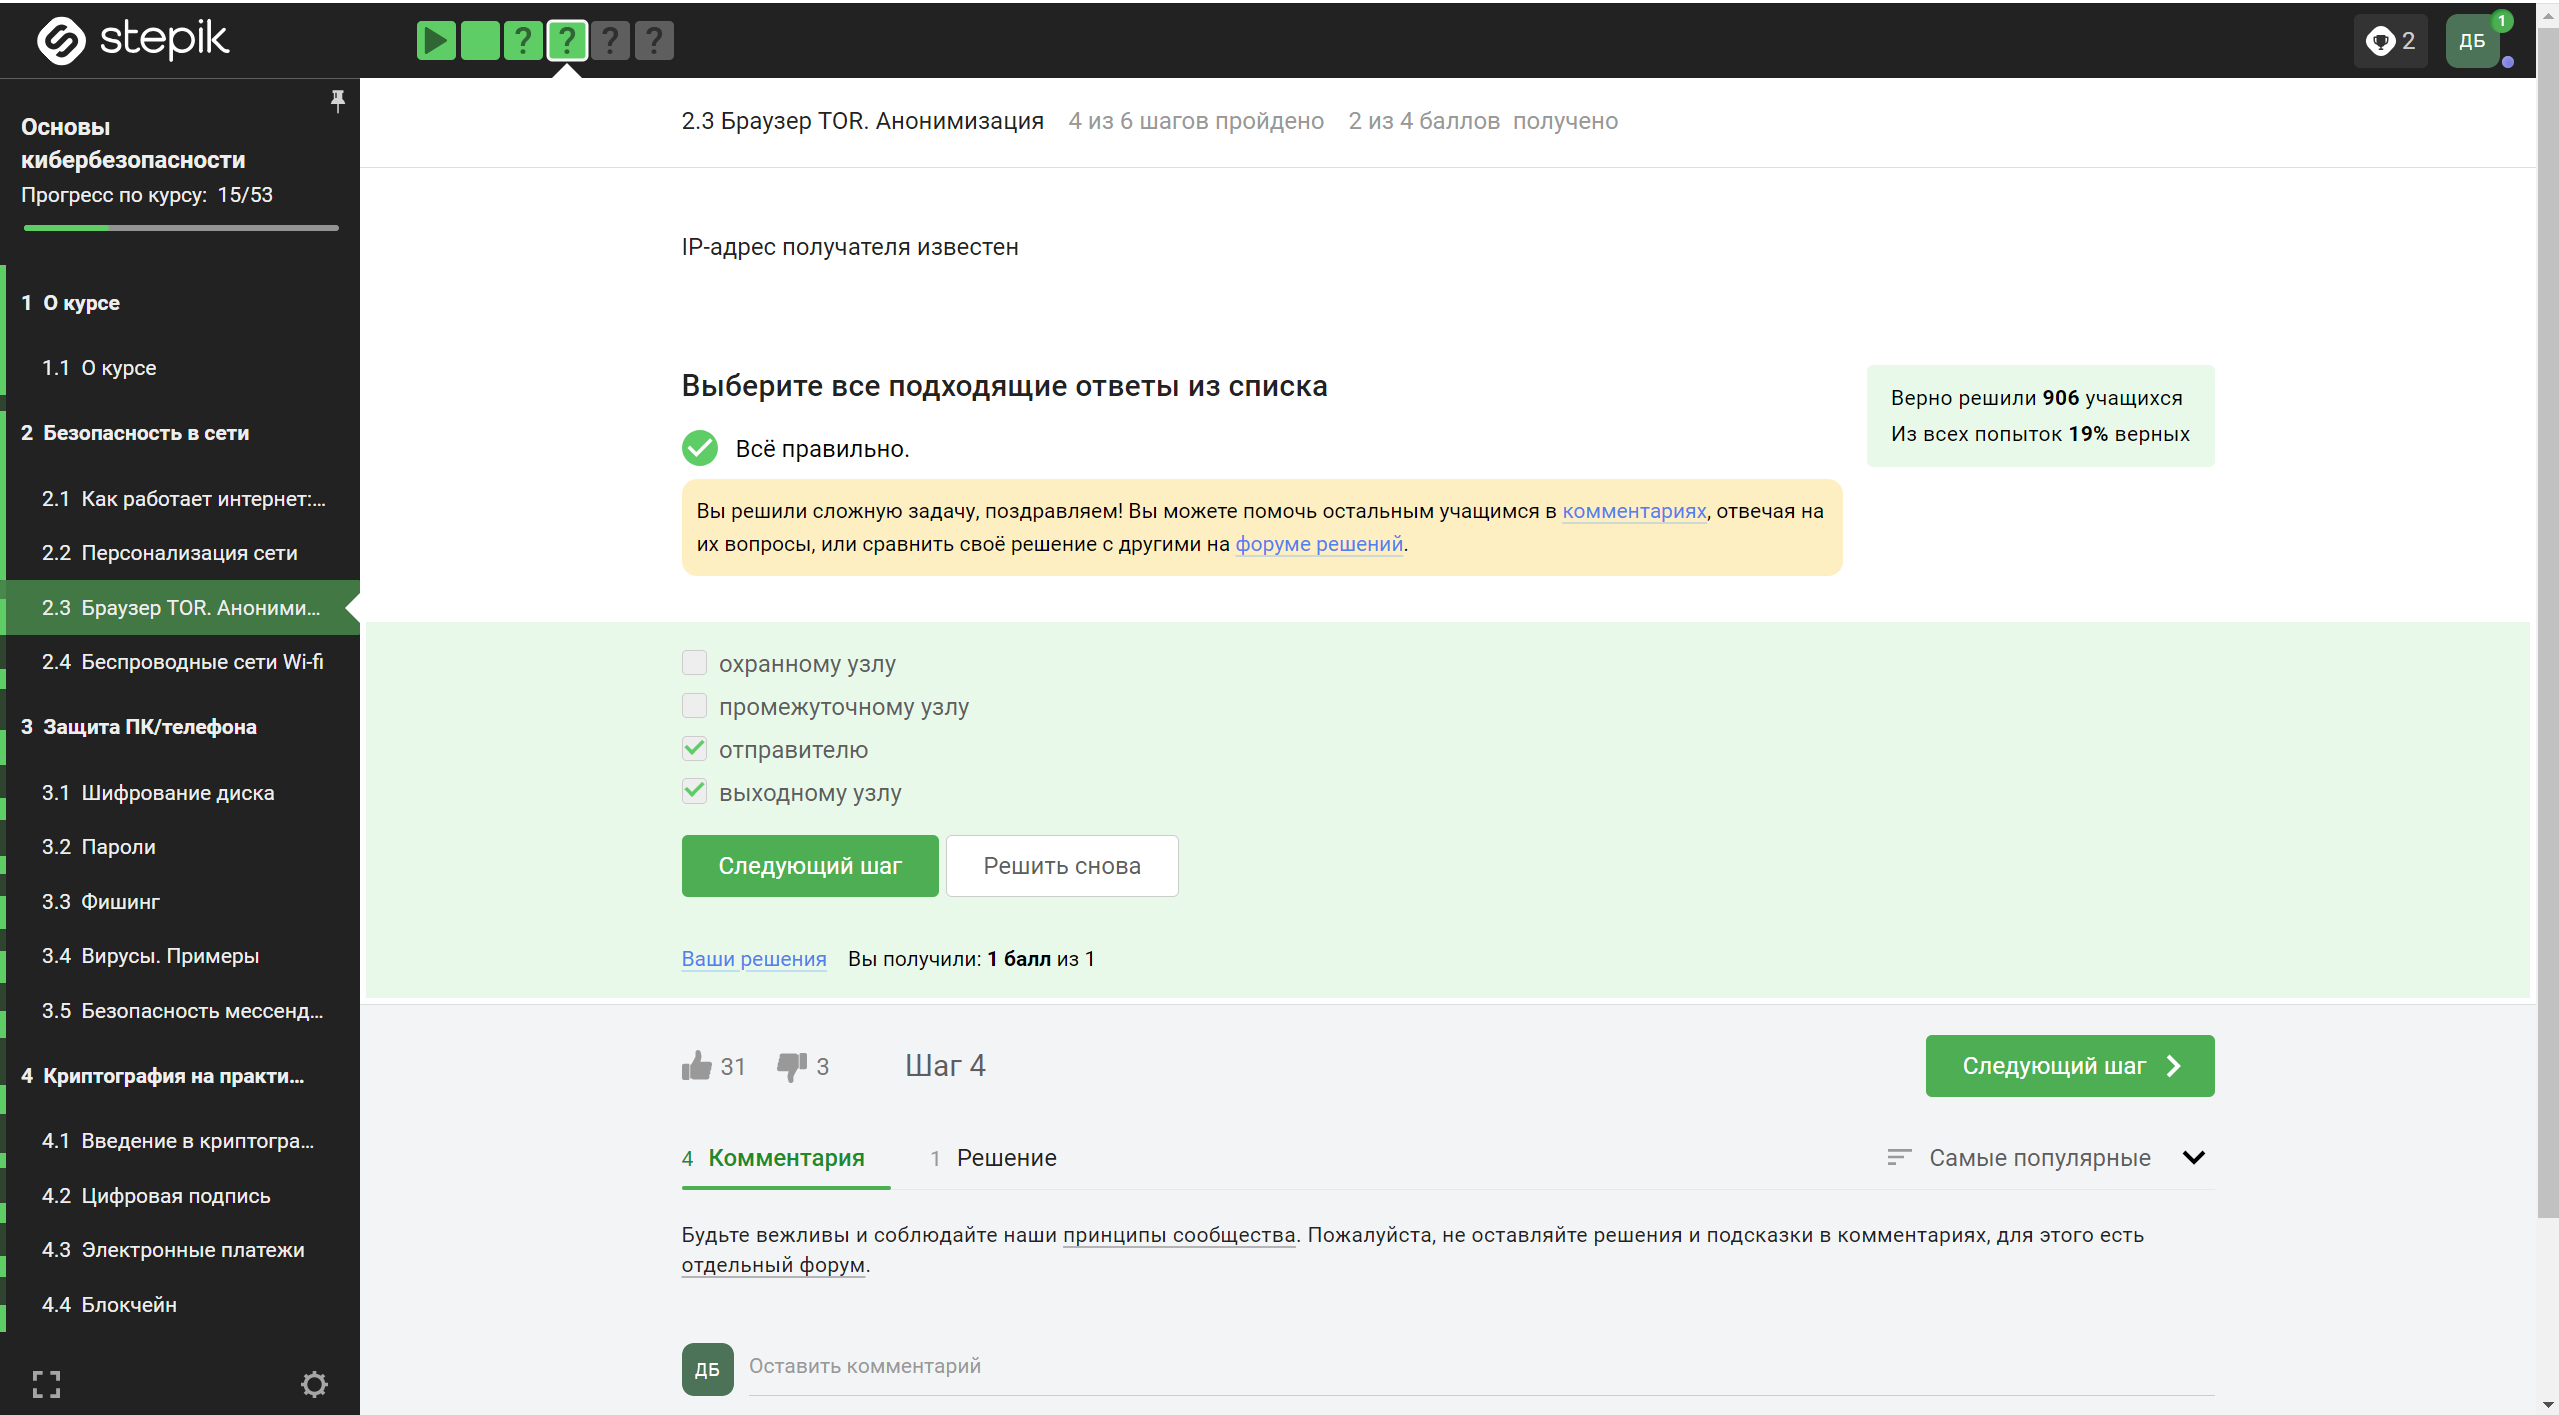 stepik
? ? ? ?
2
ДБ
1
Основы
кибербезопасности
Прогресс по курсу: 15/53
1 О курсе
1.1 О курсе
2 Безопасность в сети
2.1 Как работает интернет:...
2.2 Персонализация сети
2.3 Браузер TOR. Аноними...
2.4 Беспроводные сети Wi-fi
3 Защита ПК/телефона
3.1 Шифрование диска
3.2 Пароли
3.3 Фишинг
3.4 Вирусы. Примеры
3.5 Безопасность мессенд...
4 Криптография на практи...
4.1 Введение в криптогра...
4.2 Цифровая подпись
4.3 Электронные платежи
4.4 Блокчейн
2.3 Браузер TOR. Анонимизация 4 из 6 шагов пройдено 2 из 4 баллов получено
IP-адрес получателя известен
Выберите все подходящие ответы из списка
Всё правильно.
Верно решили 906 учащихся
Из всех попыток 19% верных
Вы решили сложную задачу, поздравляем! Вы можете помочь остальным учащимся в комментариях, отвечая на
их вопросы, или сравнить своё решение с другими на форуме решений.
охранному узлу
промежуточному узлу
отправителю
выходному узлу
Следующий шаг Решить снова
Ваши решения Вы получили: 1 балл из 1
31 3 Шаг 4 Следующий шаг
4 Комментария 1 Решение Самые популярные
Будьте вежливы и соблюдайте наши принципы сообщества. Пожалуйста, не оставляйте решения и подсказки в комментариях, для этого есть
отдельный форум.
ДБ Оставить комментарий